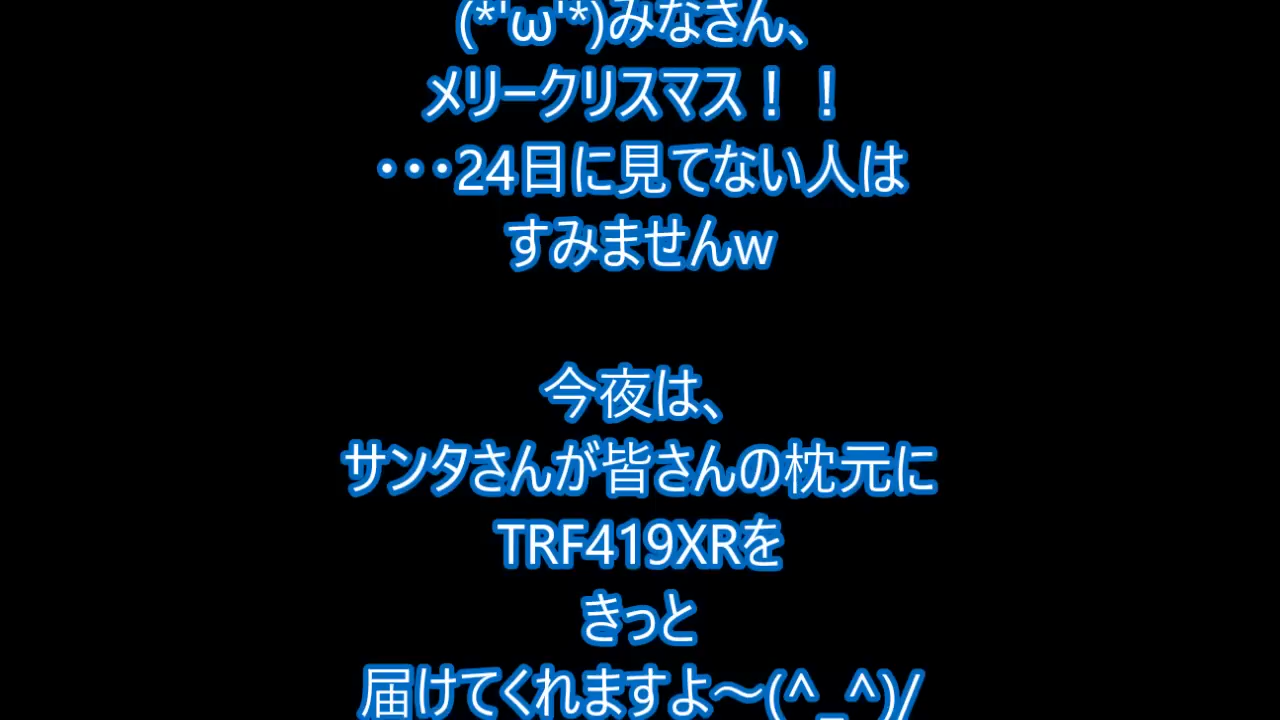 (*'ω'*)みなさん、
メリークリスマス！！
･･･24日に見てない人は
すみませんw
今夜は、
サンタさんが皆さんの枕元に
TRF419XRを
きっと
届けてくれますよ～(^_^)/